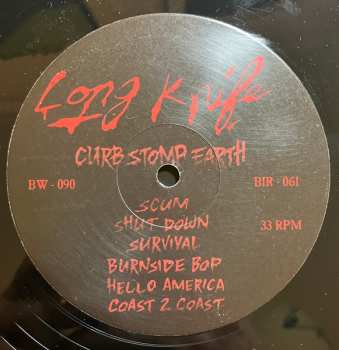 Long Knife
CURB STOMP EARTH
BW - 090
BIR - 061
SCUM
SHUT DOWN
33 RPM
SURVIVAL
BURNSIDE BOP
HELLO AMERICA
COAST 2 COAST